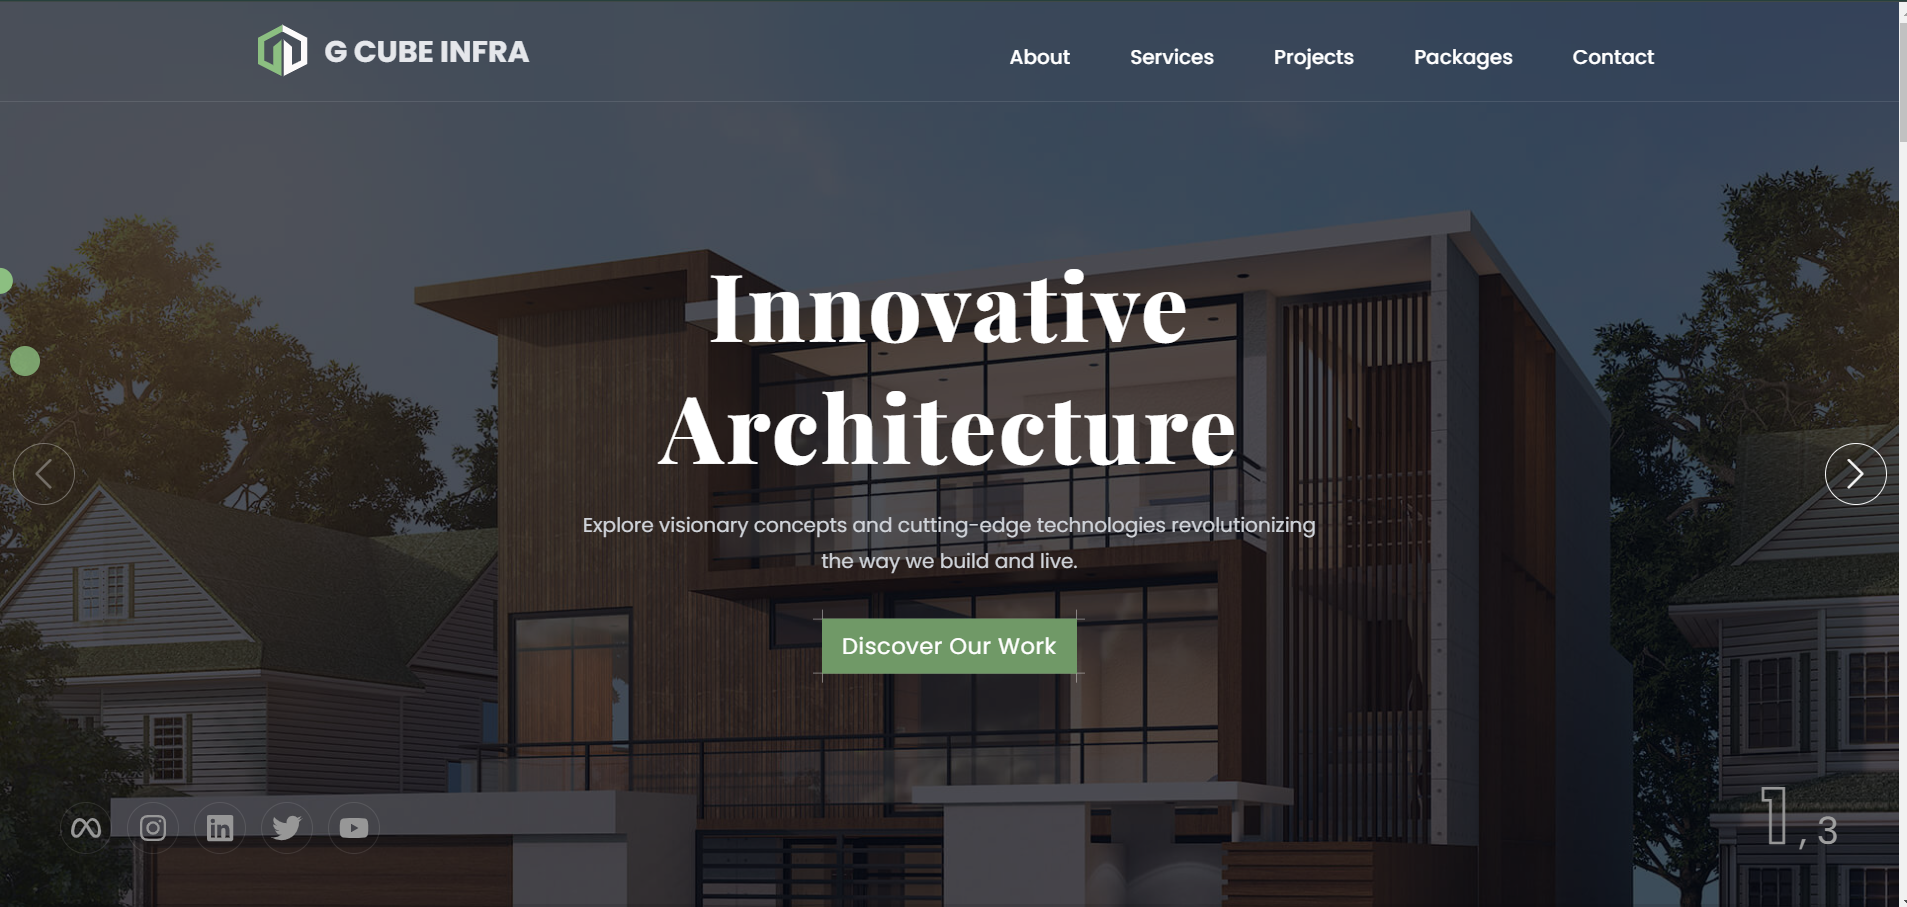 G CUBE INFRA
About
Services
Projects
Packages
Contact
Innovative
Architecture
Explore visionary concepts and cutting-edge technologies revolutionizing
the way we build and live.
Discover Our Work
1, 3